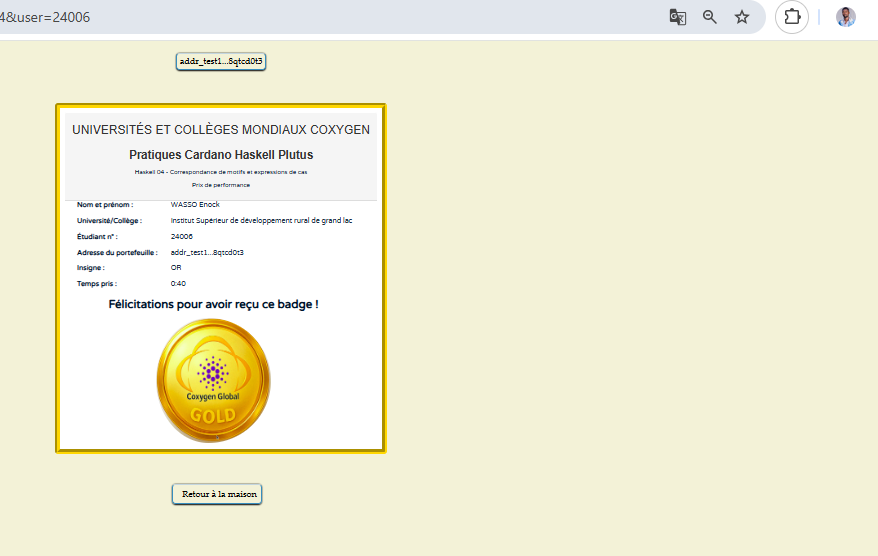 4&user=24006
addr_test1...8qtcd0t3
UNIVERSITÉS ET COLLÈGES MONDIAUX COXYGEN
Pratiques Cardano Haskell Plutus
Haskell 04 - Correspondance de motifs et expressions de cas
Prix de performance
Nom et prénom : WASSO Enock
Université/Collège : Institut Supérieur de développement rural de grand lac
Étudiant n° : 24006
Adresse du portefeuille : addr_test1...8qtcd0t3
Insigne : OR
Temps pris : 0:40
Félicitations pour avoir reçu ce badge !
Coxygen Global
GOLD
Retour à la maison